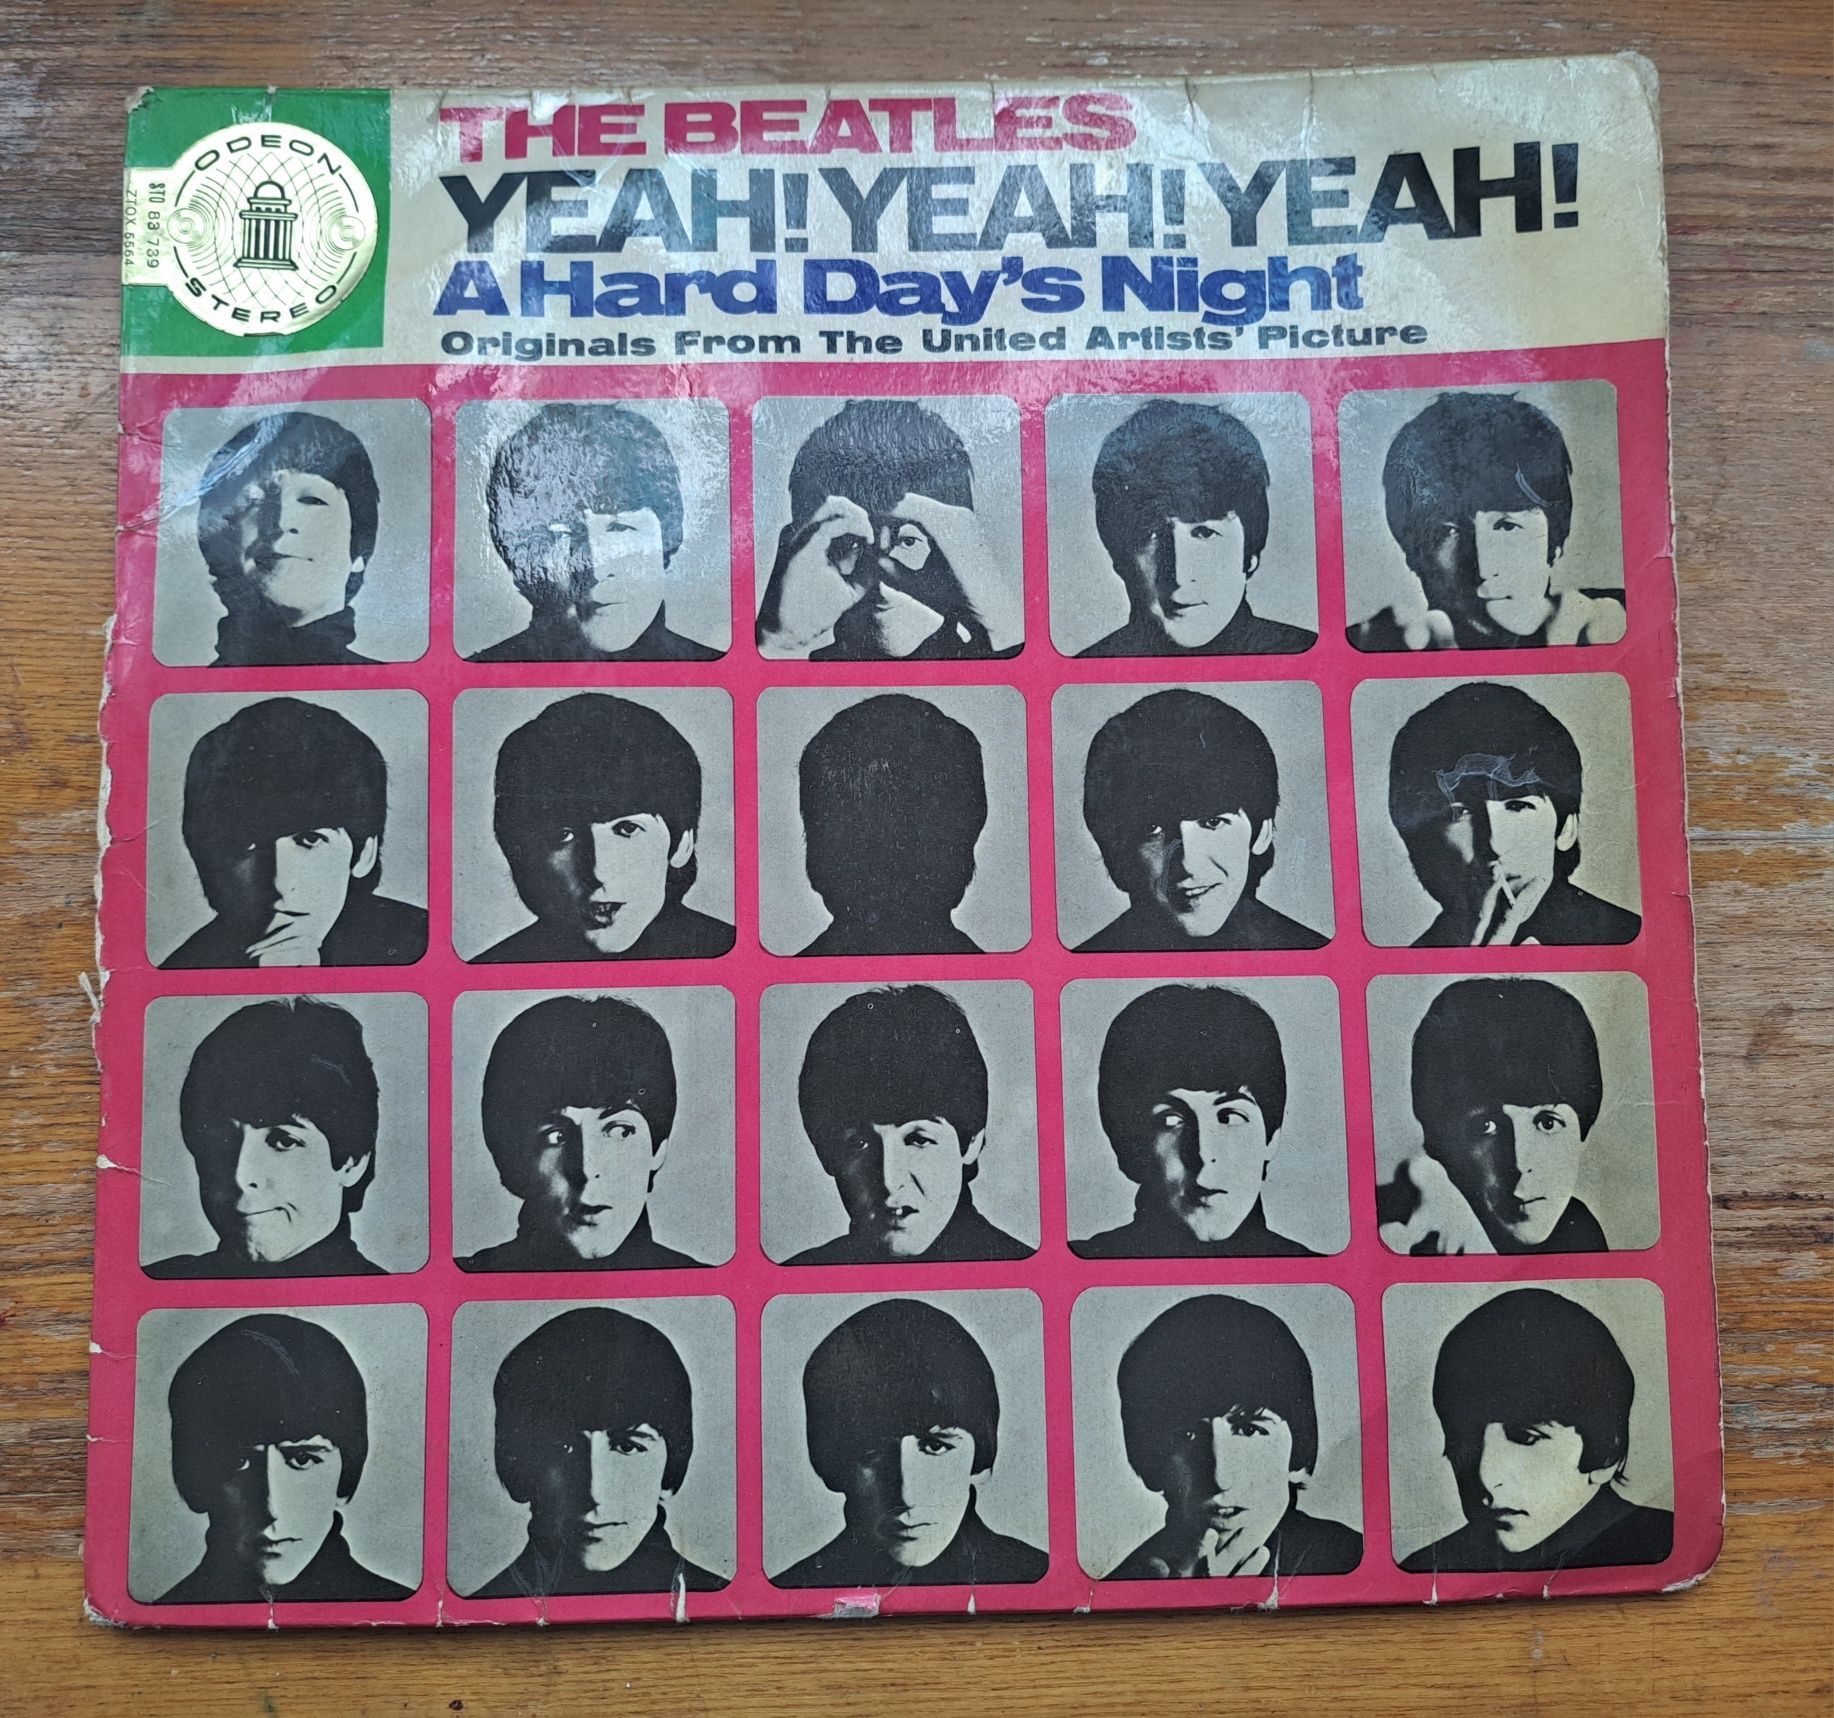 ODEON
STEREO
STO 83 739
ZTOX 5564
THE BEATLES
YEAH! YEAH! YEAH!
A Hard Day's Night
Originals From The United Artists' Picture